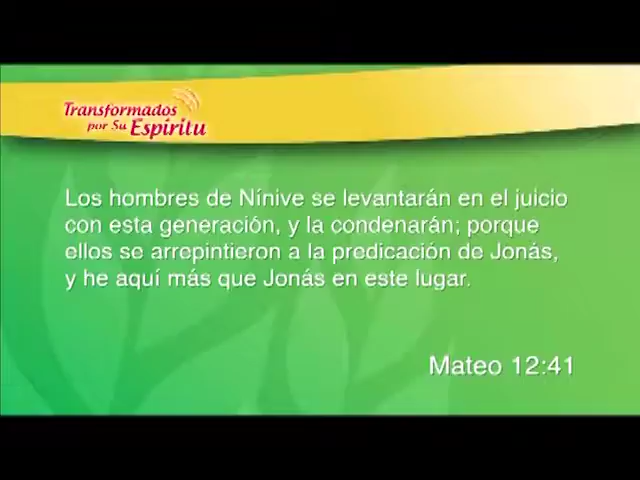 Transformados
por Su Espíritu
Los hombres de Nínive se levantarán en el juicio
con esta generación, y la condenarán; porque
ellos se arrepintieron a la predicación de Jonás,
y he aquí más que Jonás en este lugar.
Mateo 12:41